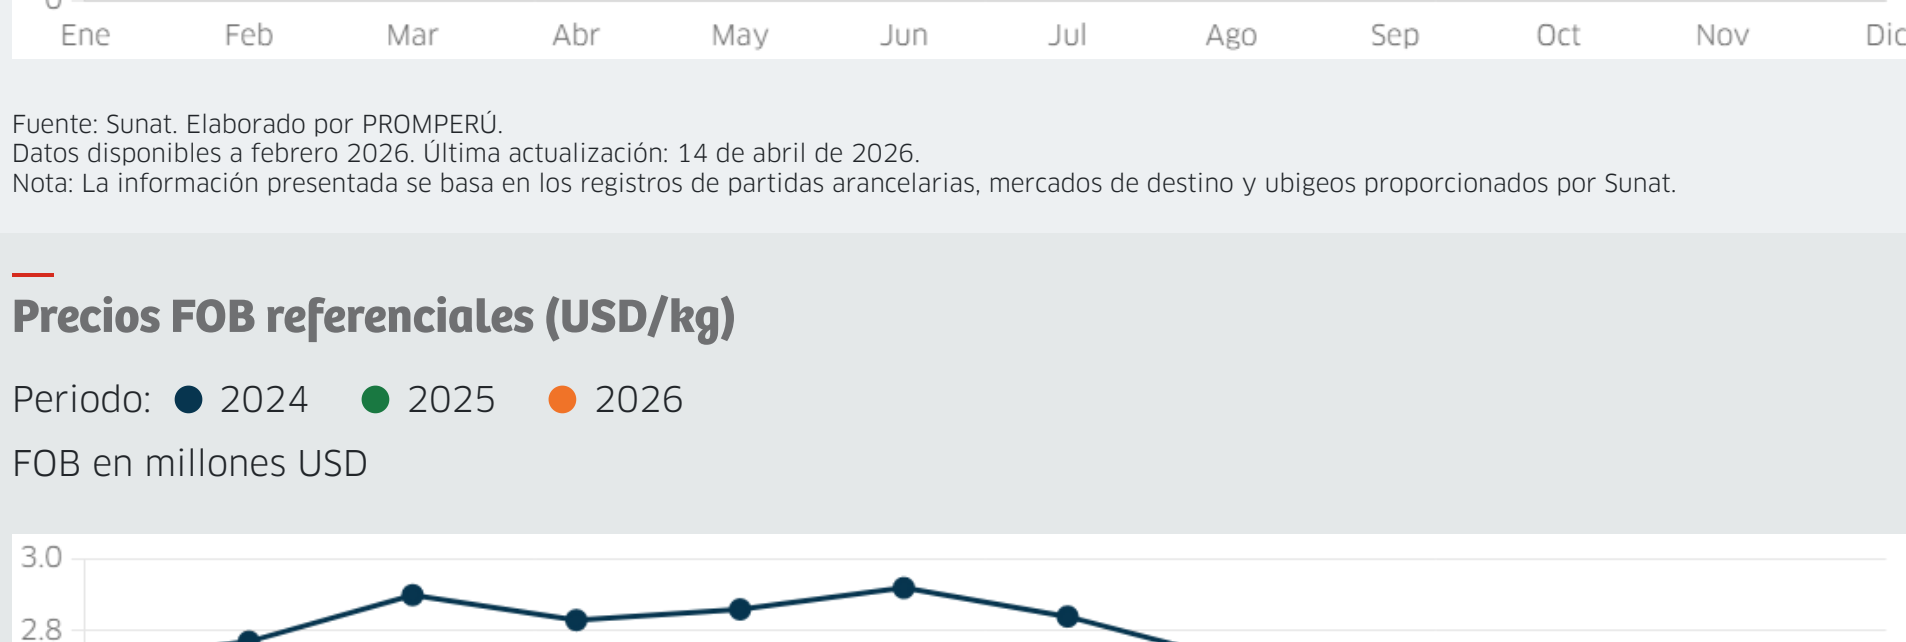 0
Ene Feb Mar Abr May Jun Jul Ago Sep Oct Nov Dic
Fuente: Sunat. Elaborado por PROMPERÚ.
Datos disponibles a febrero 2026. Última actualización: 14 de abril de 2026.
Nota: La información presentada se basa en los registros de partidas arancelarias, mercados de destino y ubigeos proporcionados por Sunat.
Precios FOB referenciales (USD/kg)
Periodo: 2024 2025 2026
FOB en millones USD
3.0
2.8